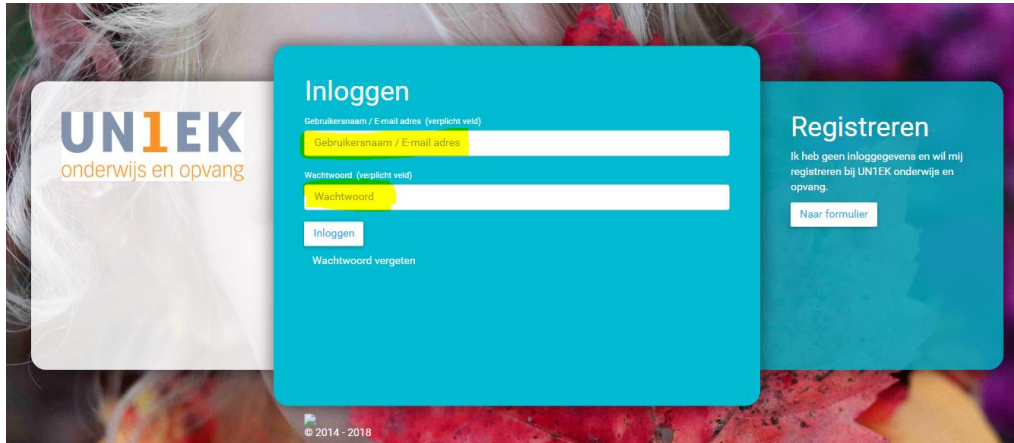 UN1EK
onderwijs en opvang
Inloggen
Gebruikersnaam / E-mail adres (verplicht veld)
Gebruikersnaam / E-mail adres
Wachtwoord (verplicht veld)
Wachtwoord
Inloggen
Wachtwoord vergeten
Registreren
Ik heb geen inloggegevens en wil mij
registreren bij UN1EK onderwijs en
opvang.
Naar formulier
© 2014 - 2018